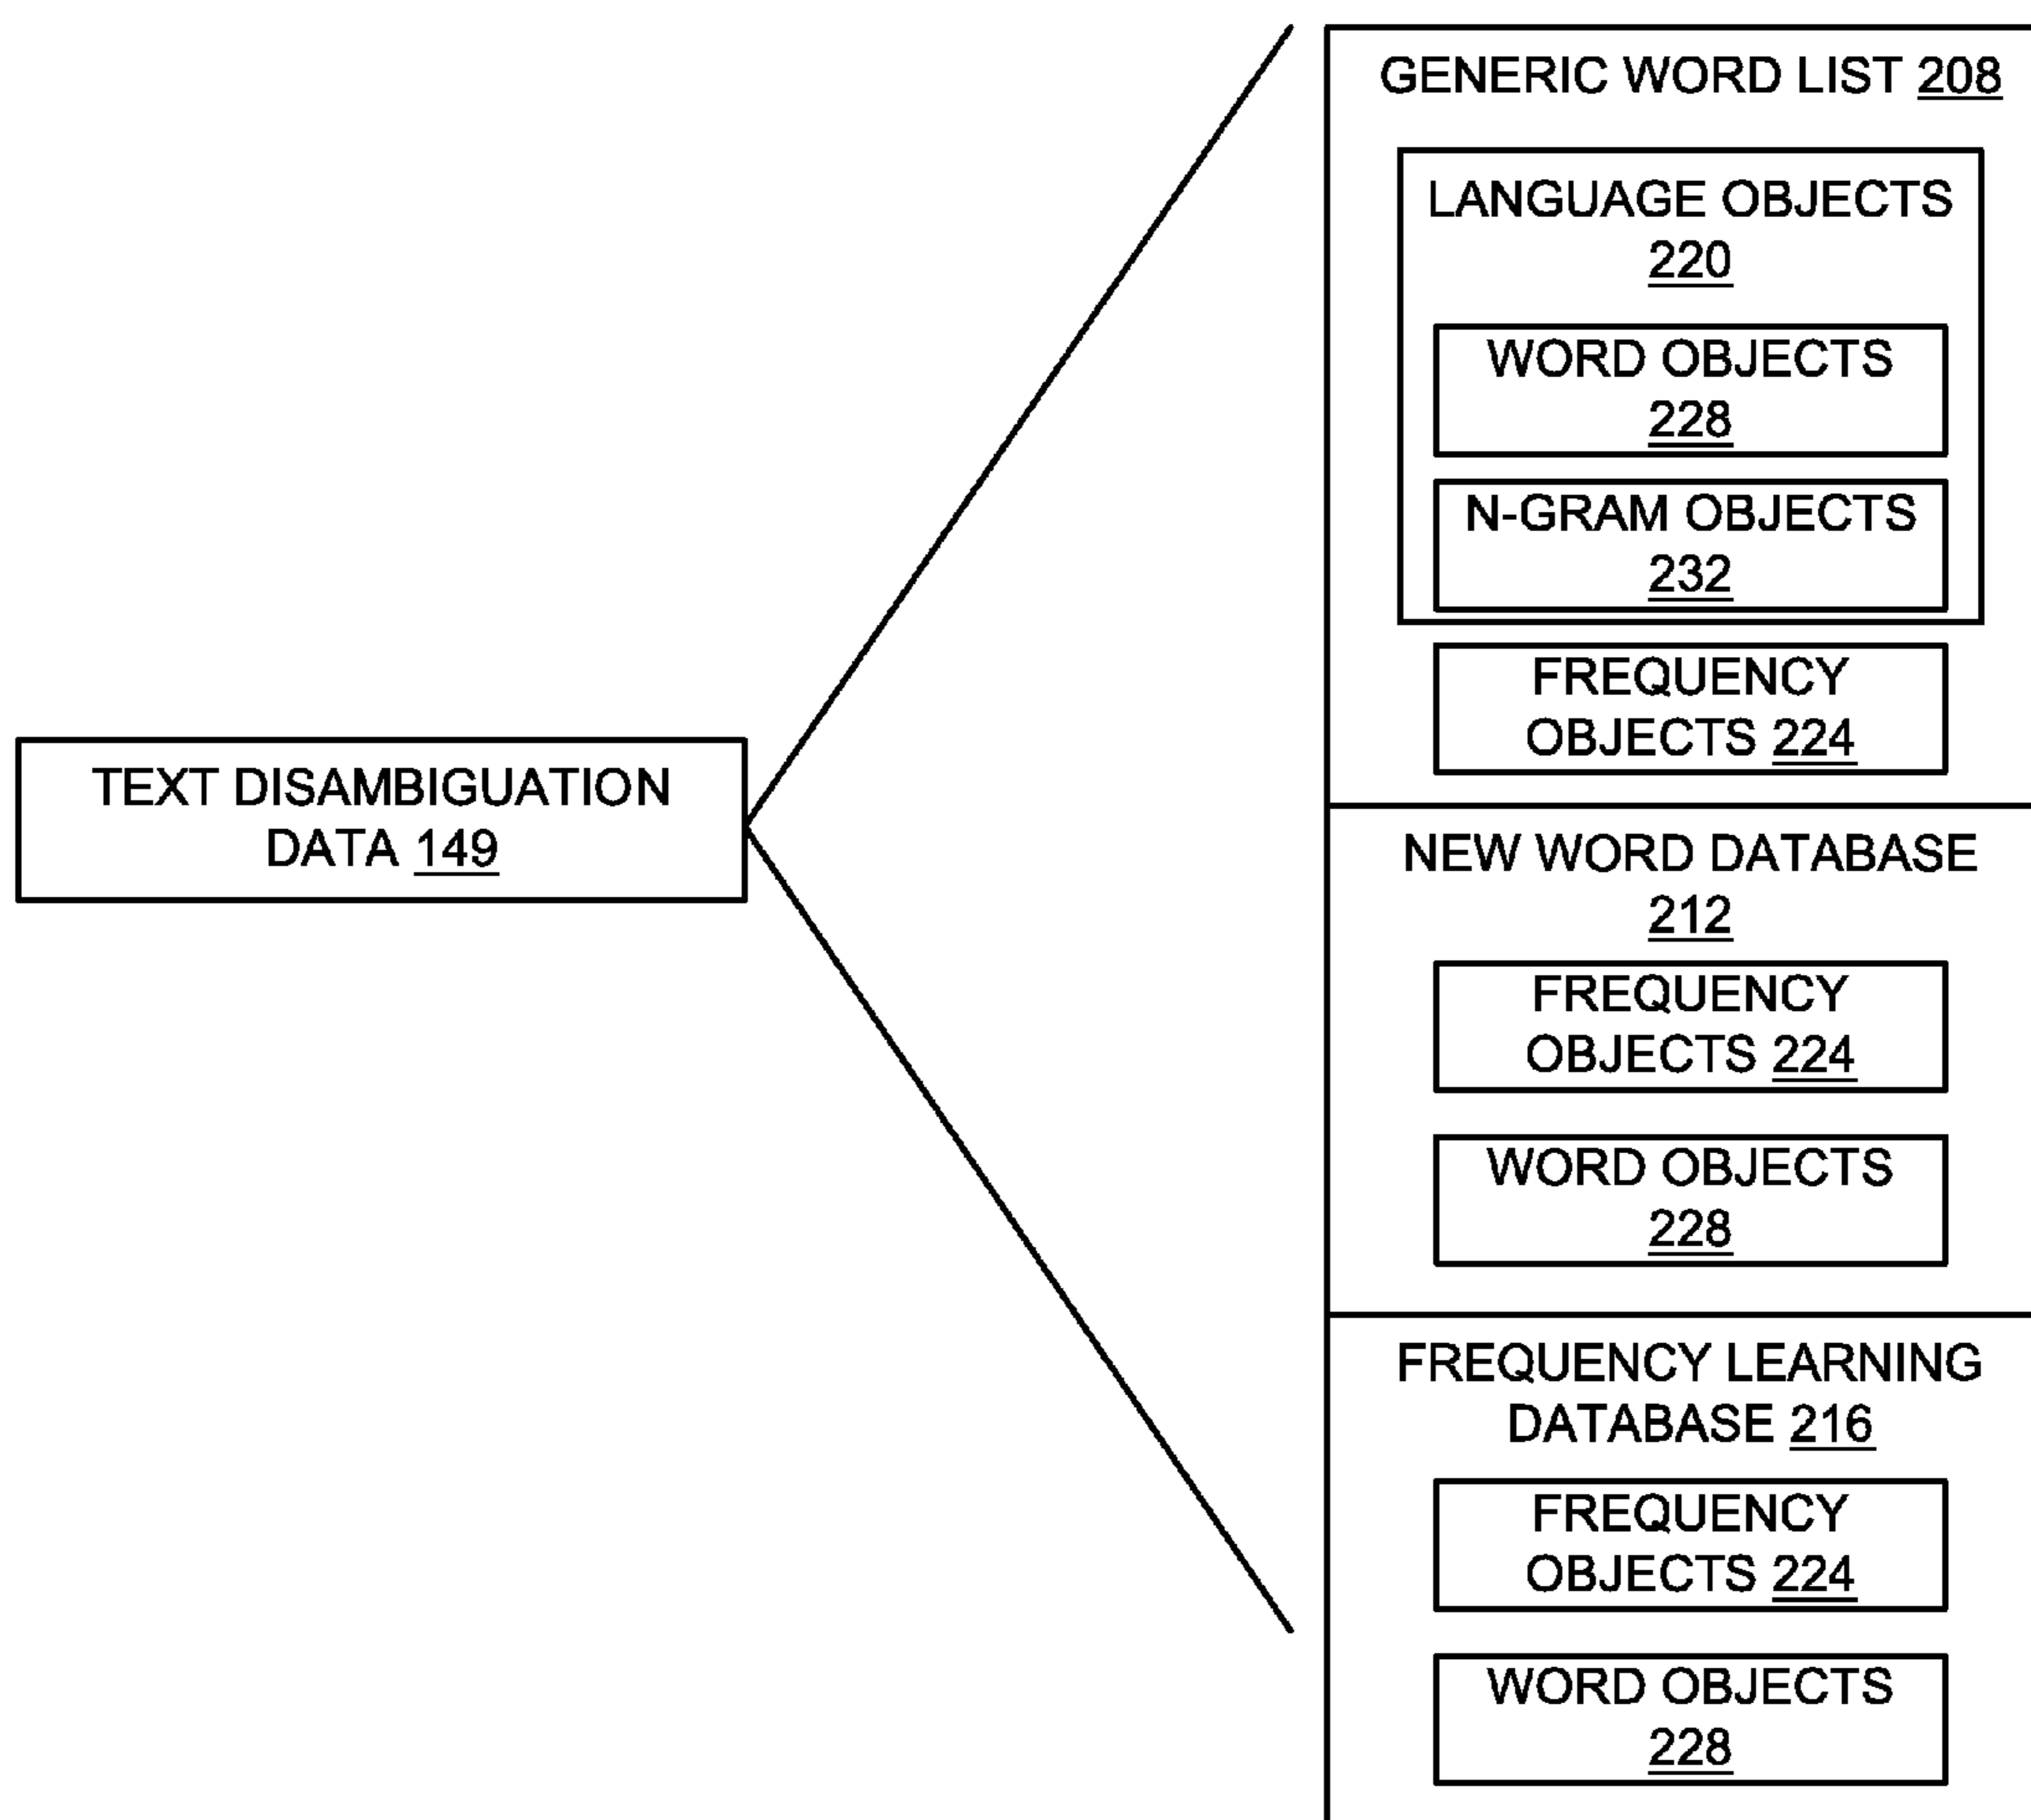 GENERIC WORD LIST 208
LANGUAGE OBJECTS
220
WORD OBJECTS
228
N-GRAM OBJECTS
232
FREQUENCY
OBJECTS 224
TEXT DISAMBIGUATION
DATA 149
NEW WORD DATABASE
212
FREQUENCY
OBJECTS 224
WORD OBJECTS
228
FREQUENCY LEARNING
DATABASE 216
FREQUENCY
OBJECTS 224
WORD OBJECTS
228